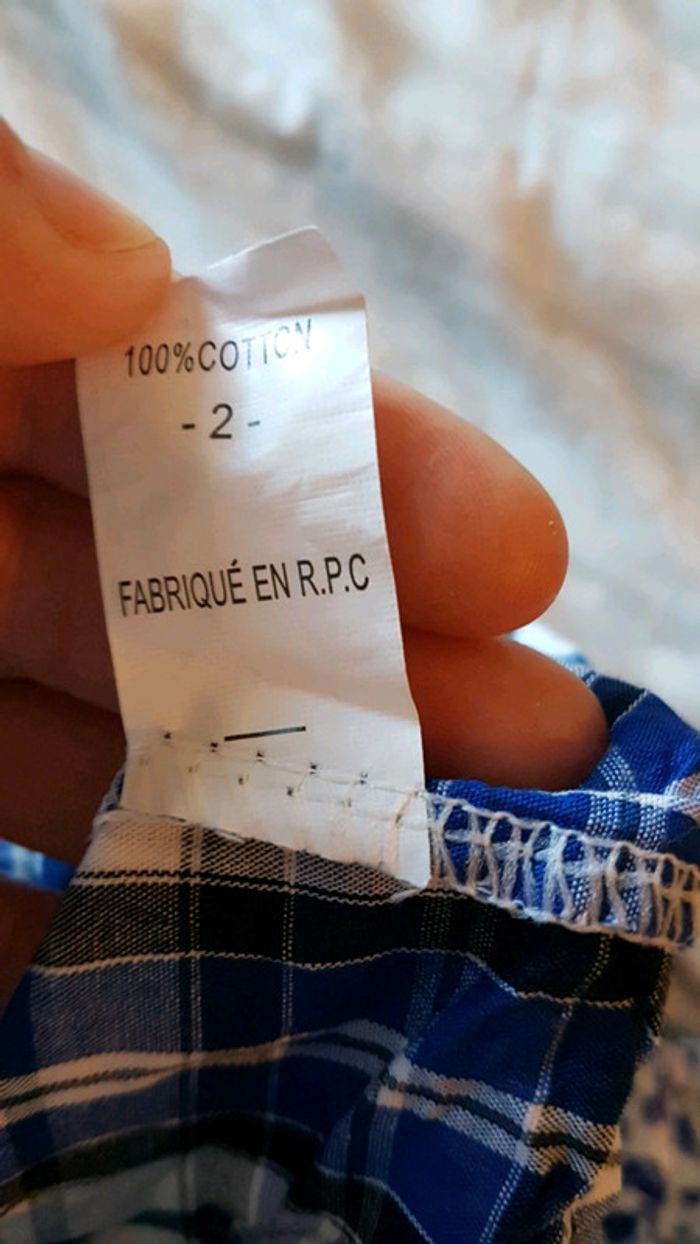 100%COTTON
- 2 -
FABRIQUÉ EN R.P.C